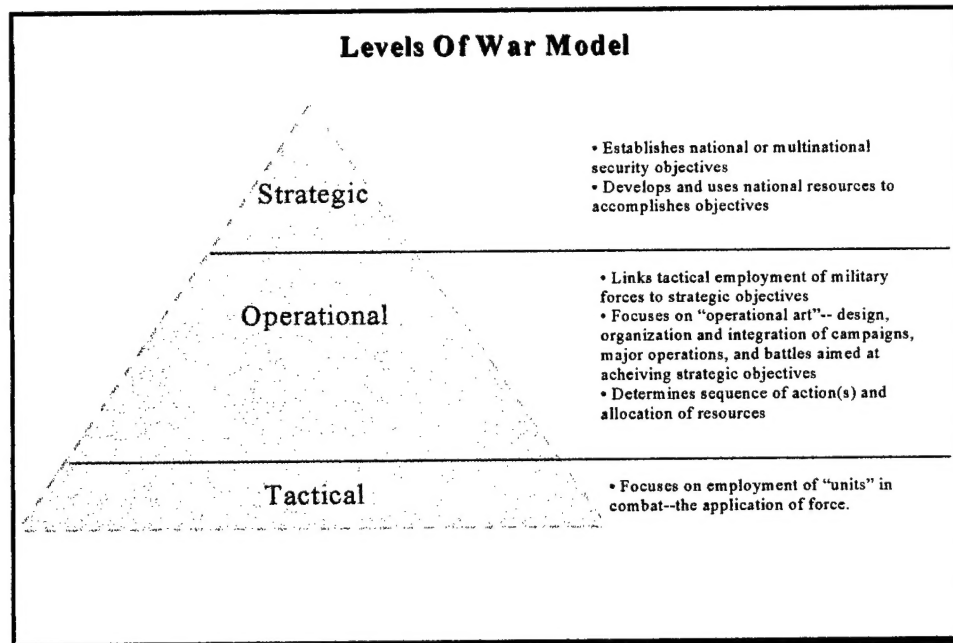 Levels Of War Model
Strategic
• Establishes national or multinational
security objectives
• Develops and uses national resources to
accomplishes objectives
Operational
• Links tactical employment of military
forces to strategic objectives
• Focuses on “operational art”-- design,
organization and integration of campaigns,
major operations, and battles aimed at
acheiving strategic objectives
• Determines sequence of action(s) and
allocation of resources
Tactical
• Focuses on employment of “units” in
combat--the application of force.